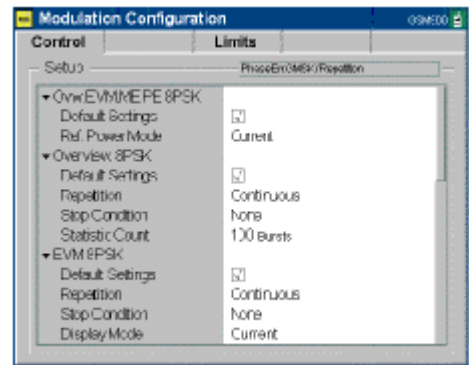 Modulation Configuration
Control Limits
Setup PhaseErr.GMSK/Repetition
Ovw:EVM,ME,PE 8PSK
Default Settings
Ref. Power Mode Current
Overview 8PSK
Default Settings
Repetition Continuous
Stop Condition None
Statistic Count 100 Bursts
EVM 8PSK
Default Settings
Repetition Continuous
Stop Condition None
Display Mode Current